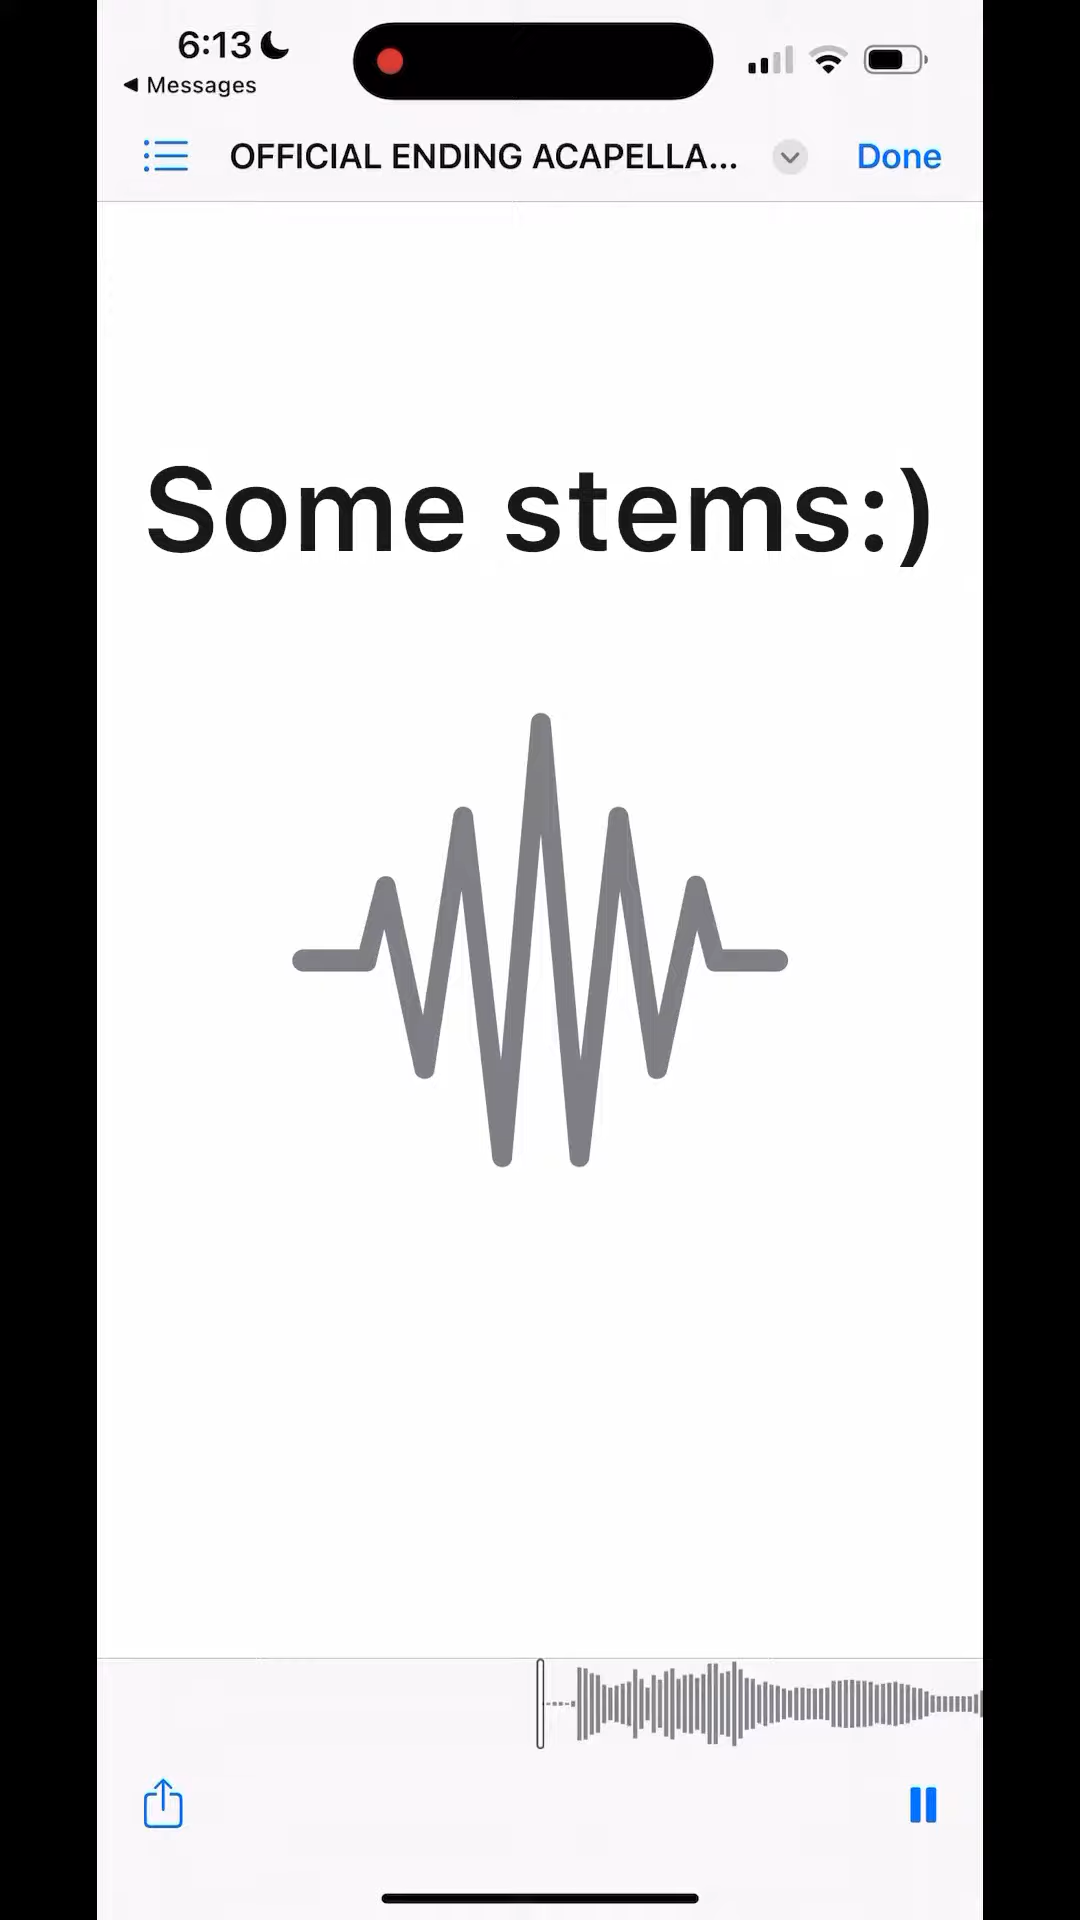 6:13
◀ Messages
OFFICIAL ENDING ACAPELLA...
Done
Some stems:)